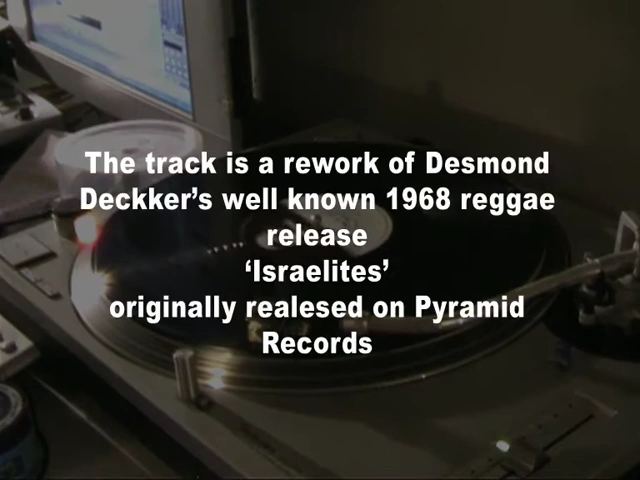 The track is a rework of Desmond
Deckker’s well known 1968 reggae
release
‘Israelites’
originally realesed on Pyramid
Records